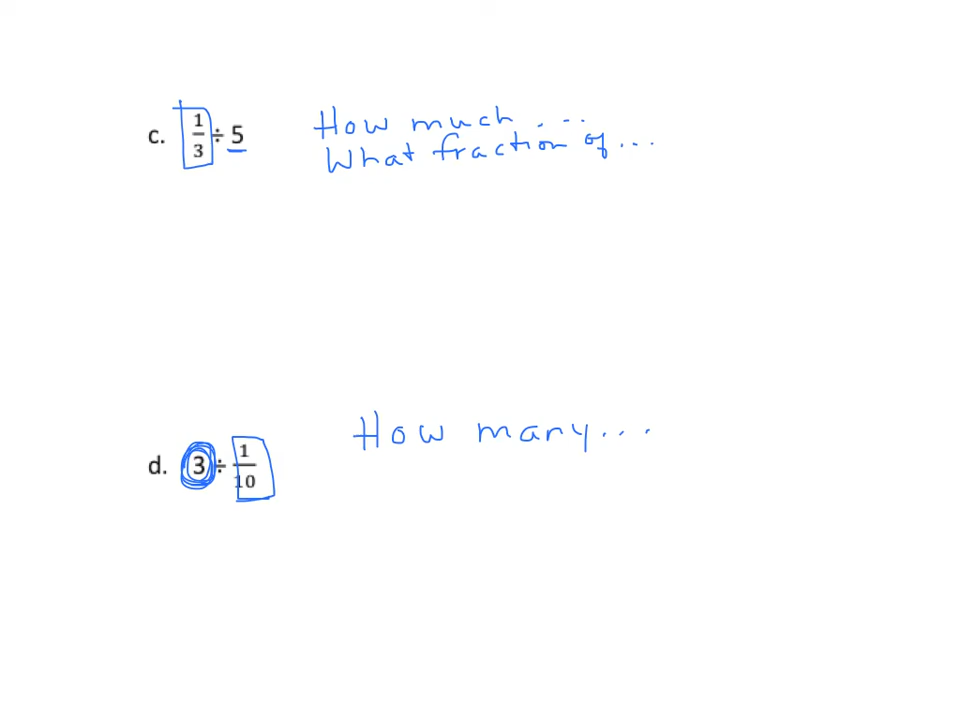 c. 1/3 ÷ 5 How much ...
What fraction of ...
How many...
d. 3 ÷ 1/10